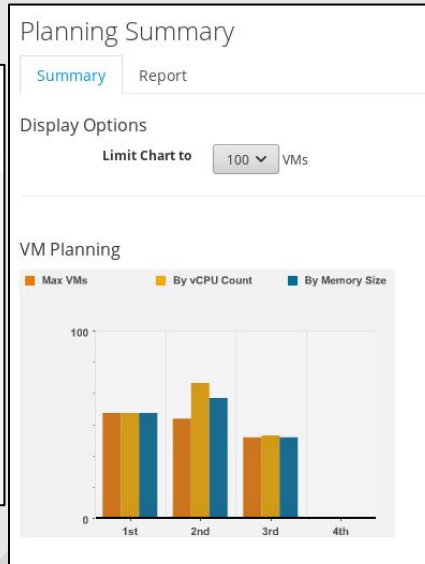 Planning Summary
Summary Report
Display Options
Limit Chart to 100 VMs
VM Planning
Max VMs By vCPU Count By Memory Size
100
0
1st 2nd 3rd 4th